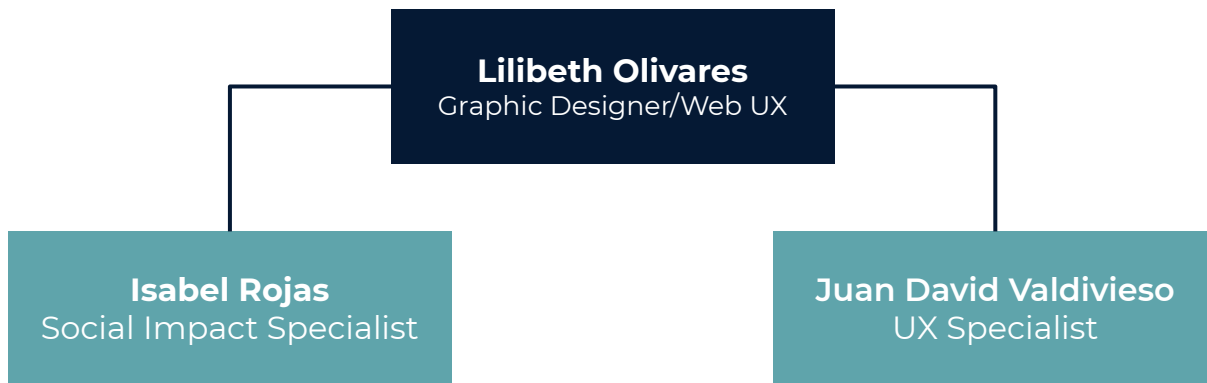 Lilibeth Olivares
Graphic Designer/Web UX
Isabel Rojas
Social Impact Specialist
Juan David Valdivieso
UX Specialist